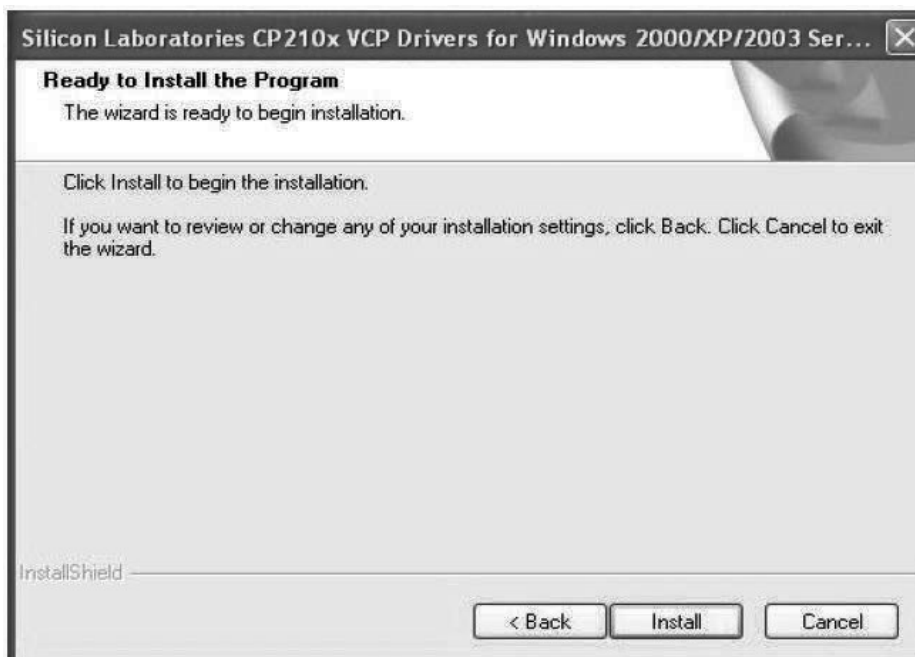 Silicon Laboratories CP210x VCP Drivers for Windows 2000/XP/2003 Ser...
Ready to Install the Program
The wizard is ready to begin installation.
Click Install to begin the installation.
If you want to review or change any of your installation settings, click Back. Click Cancel to exit
the wizard.
InstallShield
< Back
Install
Cancel